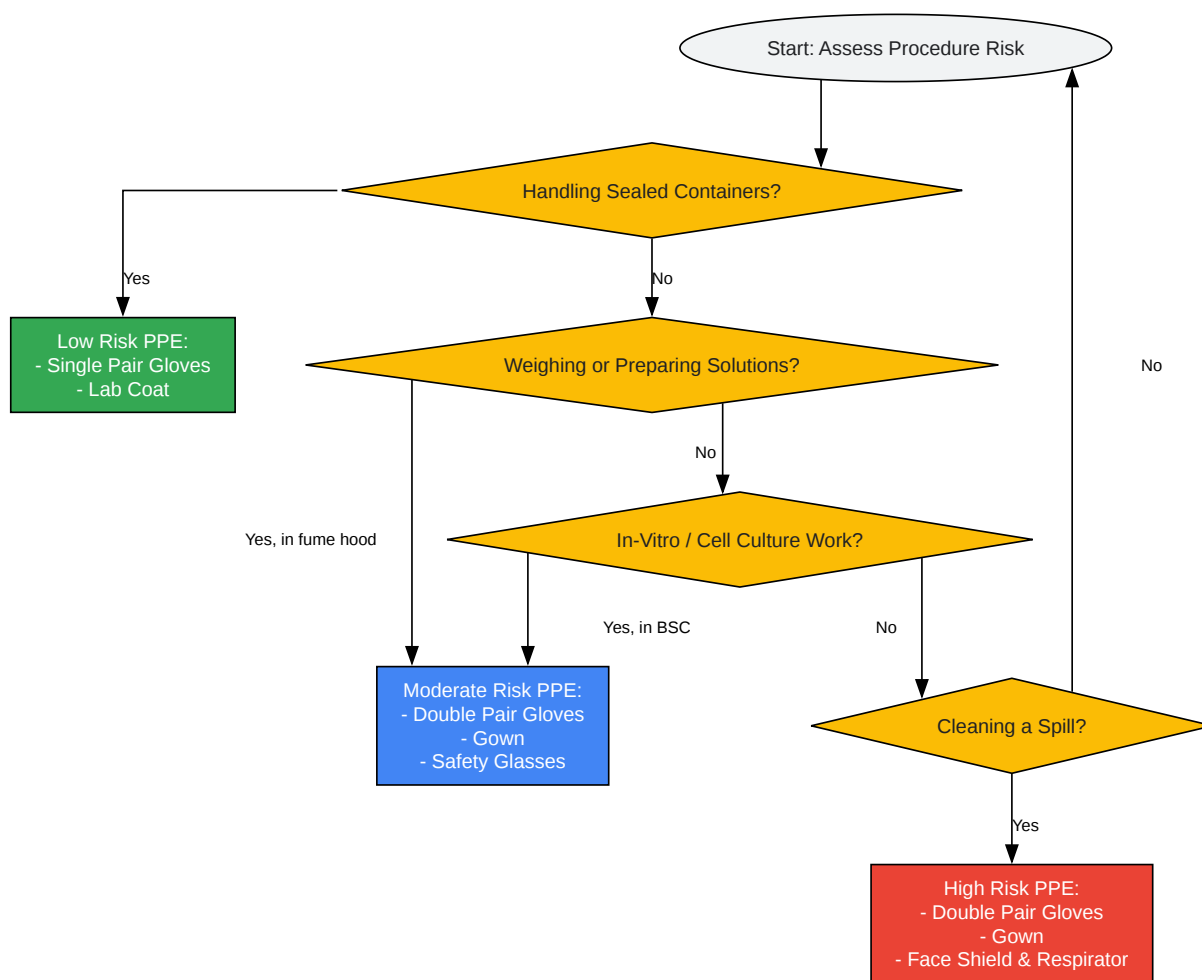 Start: Assess Procedure Risk
Handling Sealed Containers?
Yes
No
Low Risk PPE:
- Single Pair Gloves
- Lab Coat
Weighing or Preparing Solutions?
No
No
Yes, in fume hood
In-Vitro / Cell Culture Work?
Yes, in BSC
No
Moderate Risk PPE:
- Double Pair Gloves
- Gown
- Safety Glasses
Cleaning a Spill?
Yes
High Risk PPE:
- Double Pair Gloves
- Gown
- Face Shield & Respirator